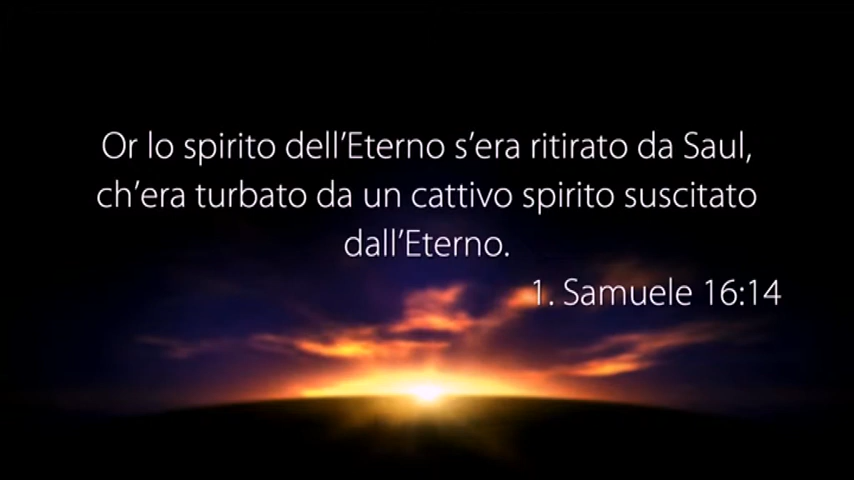 Or lo spirito dell’Eterno s’era ritirato da Saul,
ch’era turbato da un cattivo spirito suscitato
dall’Eterno.
1. Samuele 16:14